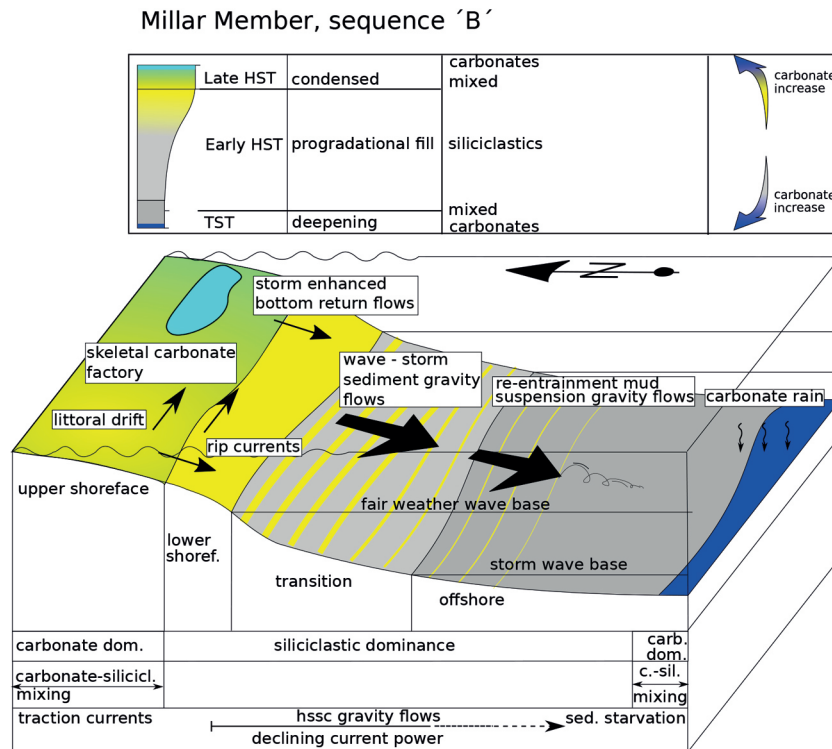 Millar Member, sequence ´B´
carbonates
Late HST condensed mixed
carbonate
increase
Early HST progradational fill siliciclastics
mixed
TST deepening carbonates
carbonate
increase
N
storm enhanced
bottom return flows
skeletal carbonate
factory
wave - storm
sediment gravity
flows
re-entrainment mud
suspension gravity flows
carbonate rain
littoral drift
rip currents
upper shoreface
fair weather wave base
lower
shoref.
storm wave base
transition
offshore
carbonate dom.
siliciclastic dominance
carb.
dom.
carbonate-silicicl.
mixing
c.-sil.
mixing
traction currents
hssc gravity flows
sed. starvation
declining current power